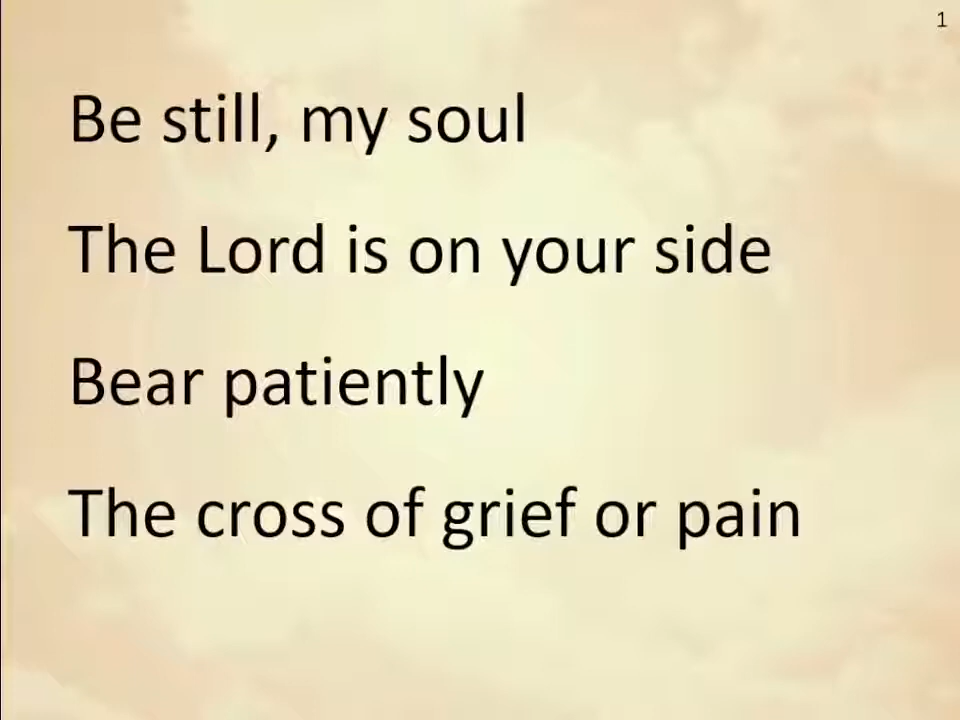 1
Be still, my soul
The Lord is on your side
Bear patiently
The cross of grief or pain